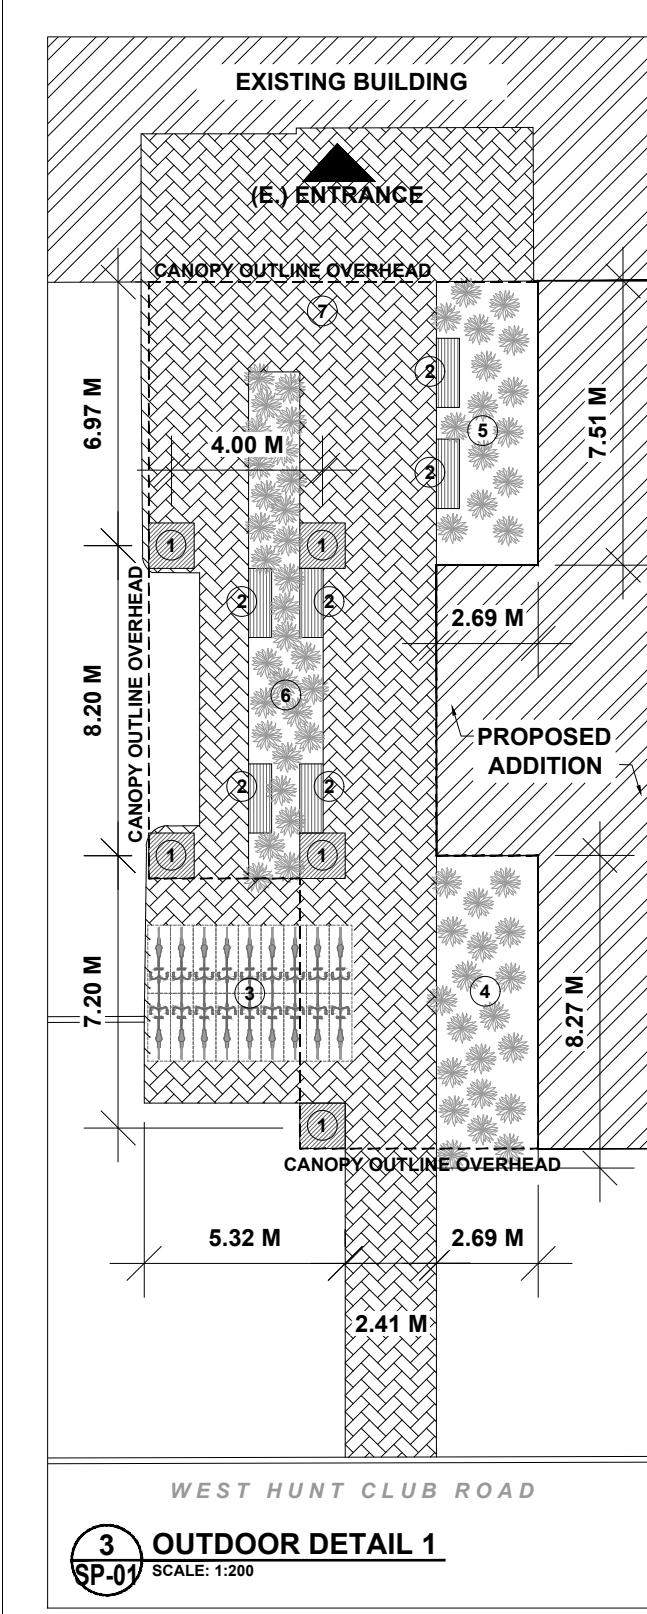 EXISTING BUILDING
(E.) ENTRANCE
CANOPY OUTLINE OVERHEAD
7
2
6.97 M
7.51 M
5
4.00 M
2
1
1
CANOPY OUTLINE OVERHEAD
2
2
2.69 M
8.20 M
6
PROPOSED
ADDITION
2
2
1
1
7.20 M
3
4
8.27 M
1
CANOPY OUTLINE OVERHEAD
5.32 M
2.69 M
2.41 M
WEST HUNT CLUB ROAD
3
SP-01
OUTDOOR DETAIL 1
SCALE: 1:200